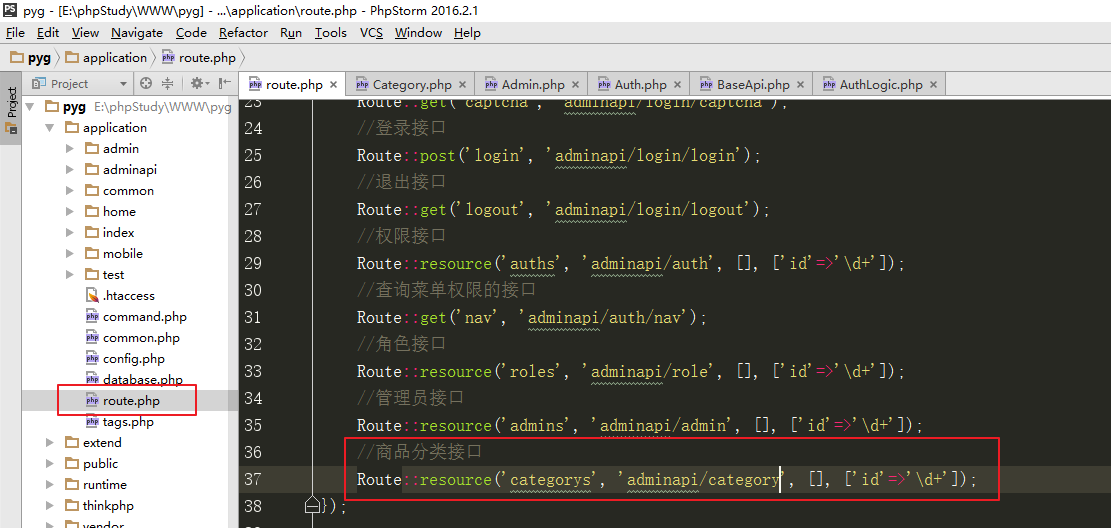 pyg - [E:\phpStudy\WWW\pyg] - ...\application\route.php - PhpStorm 2016.2.1
File Edit View Navigate Code Refactor Run Tools VCS Window Help
pyg application route.php
Project
Project
route.php Category.php Admin.php Auth.php BaseApi.php AuthLogic.php
pyg E:\phpStudy\WWW\pyg
application
admin
adminapi
common
home
index
mobile
test
.htaccess
command.php
common.php
config.php
database.php
route.php
tags.php
extend
public
runtime
thinkphp
vendor
23 Route::get('captcha', 'adminapi/login/captcha');
24 //登录接口
25 Route::post('login', 'adminapi/login/login');
26 //退出接口
27 Route::get('logout', 'adminapi/login/logout');
28 //权限接口
29 Route::resource('auths', 'adminapi/auth', [], ['id'=>'\d+']);
30 //查询菜单权限的接口
31 Route::get('nav', 'adminapi/auth/nav');
32 //角色接口
33 Route::resource('roles', 'adminapi/role', [], ['id'=>'\d+']);
34 //管理员接口
35 Route::resource('admins', 'adminapi/admin', [], ['id'=>'\d+']);
36 //商品分类接口
37 Route::resource('categorys', 'adminapi/category', [], ['id'=>'\d+']);
38 });